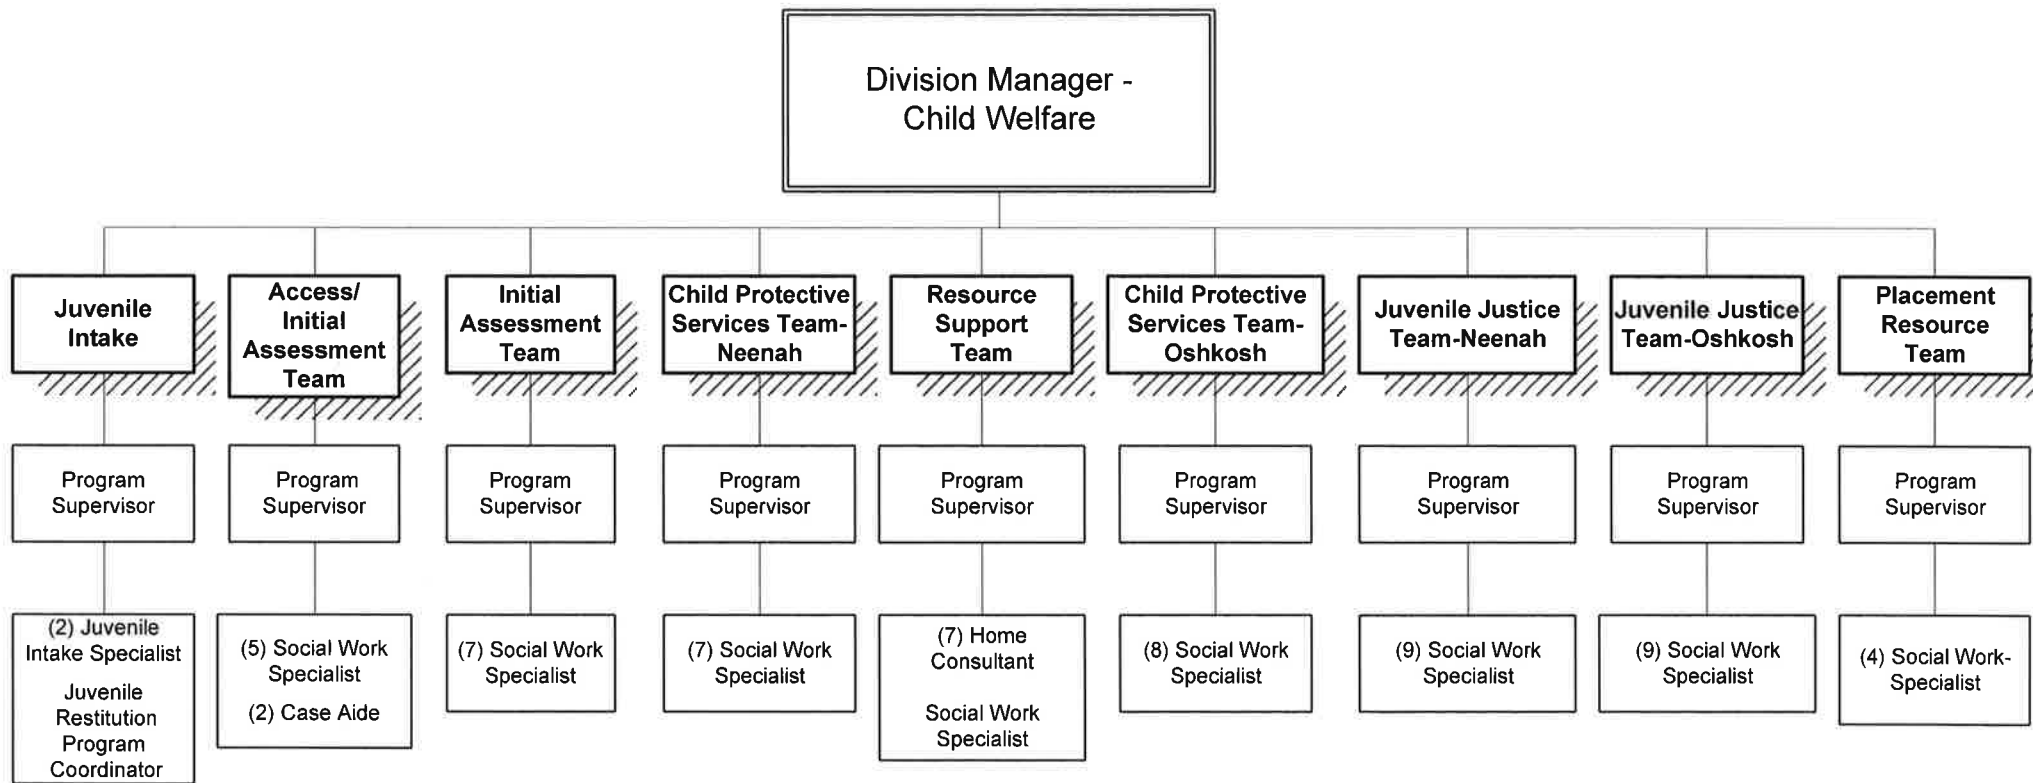 Division Manager -
Child Welfare
Juvenile
Intake
Access/
Initial
Assessment
Team
Initial
Assessment
Team
Child Protective
Services Team-
Neenah
Resource
Support
Team
Child Protective
Services Team-
Oshkosh
Juvenile Justice
Team-Neenah
Juvenile Justice
Team-Oshkosh
Placement
Resource
Team
Program
Supervisor
Program
Supervisor
Program
Supervisor
Program
Supervisor
Program
Supervisor
Program
Supervisor
Program
Supervisor
Program
Supervisor
Program
Supervisor
(2) Juvenile
Intake Specialist
Juvenile
Restitution
Program
Coordinator
(5) Social Work
Specialist
(2) Case Aide
(7) Social Work
Specialist
(7) Social Work
Specialist
(7) Home
Consultant
Social Work
Specialist
(8) Social Work
Specialist
(9) Social Work
Specialist
(9) Social Work
Specialist
(4) Social Work-
Specialist